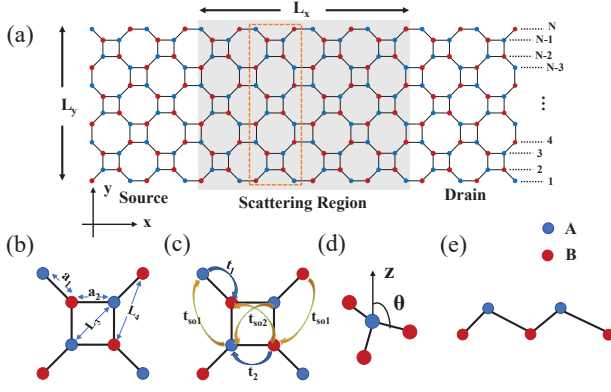 (a)
L_x
L_y
N
N-1
N-2
N-3
...
4
3
2
1
y
x
Source
Scattering Region
Drain
A
B
(b)
a_1
a_2
L_4
(c)
t_1
t_so1
t_so2
t_so1
t_2
(d)
z
θ
(e)